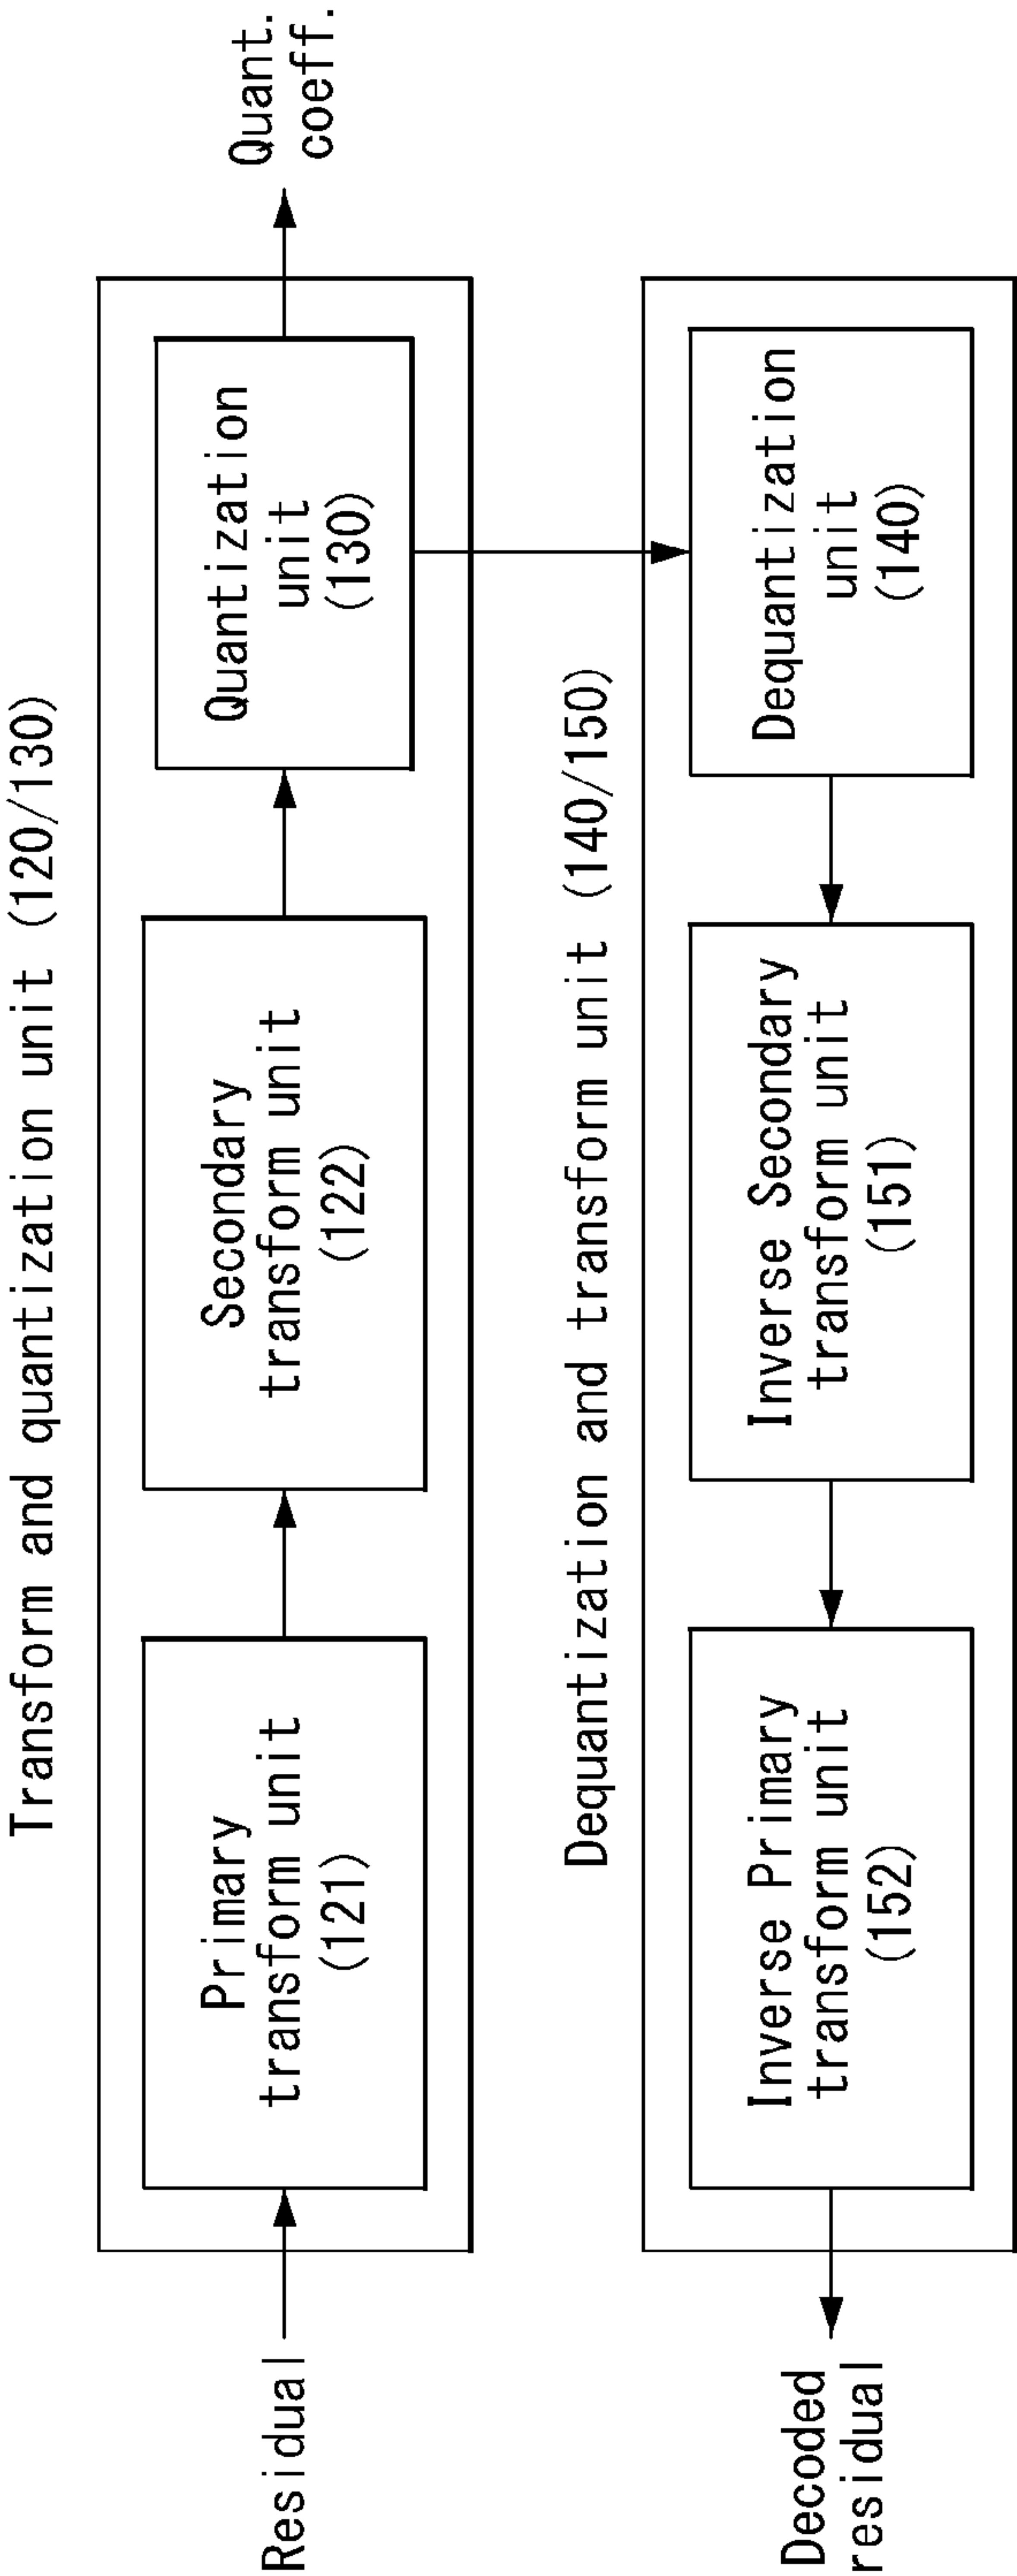 Transform and quantization unit (120/130)
Residual
Primary
transform unit
(121)
Secondary
transform unit
(122)
Quantization
unit
(130)
Quant.
coeff.
Dequantization and transform unit (140/150)
Decoded
residual
Inverse Primary
transform unit
(152)
Inverse Secondary
transform unit
(151)
Dequantization
unit
(140)